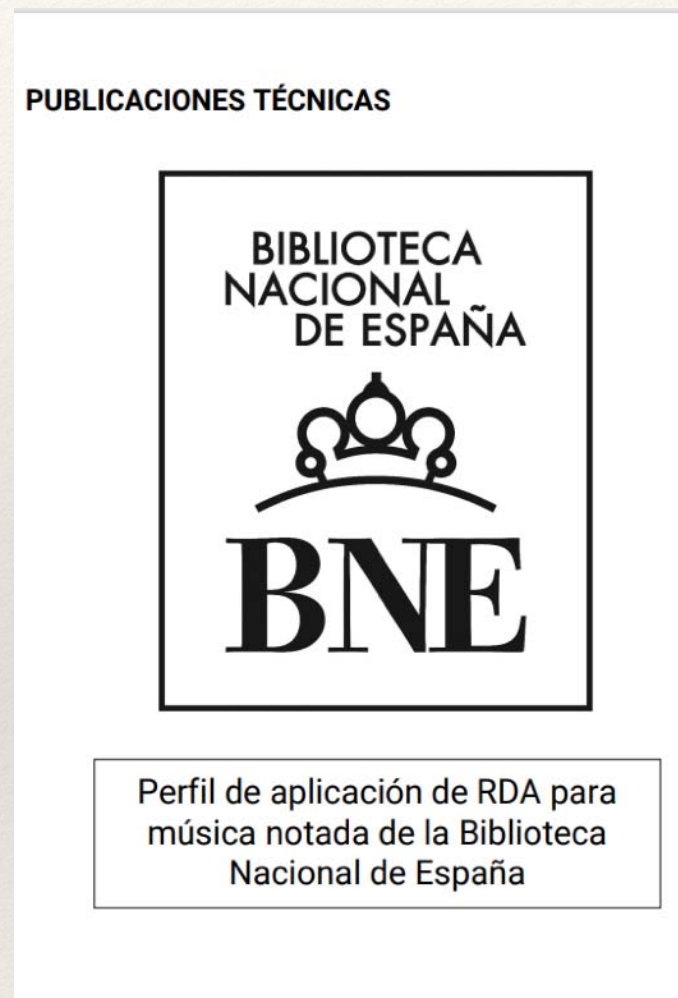 PUBLICACIONES TÉCNICAS
BIBLIOTECA
NACIONAL
DE ESPAÑA
BNE
Perfil de aplicación de RDA para
música notada de la Biblioteca
Nacional de España